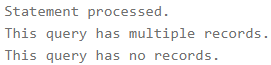 Statement processed.
This query has multiple records.
This query has no records.